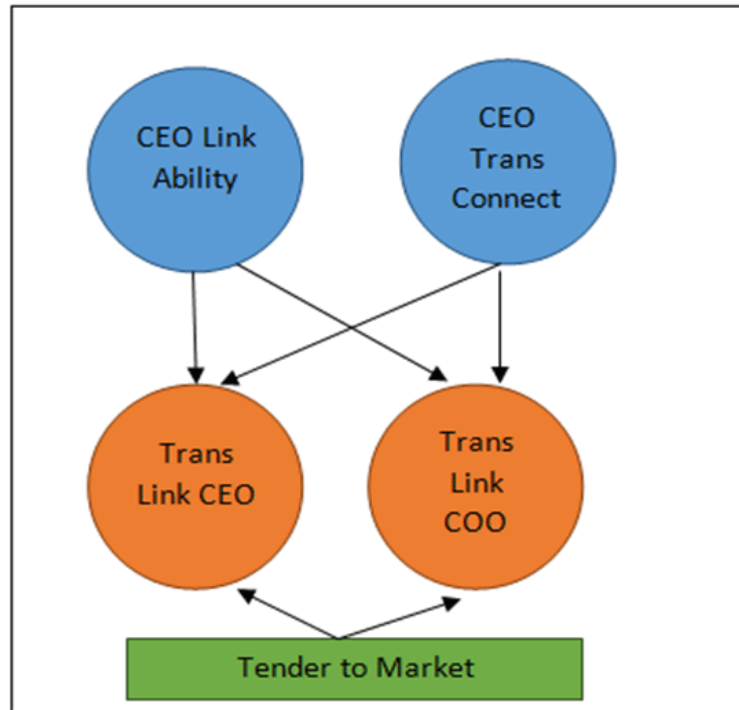 CEO Link
Ability
CEO
Trans
Connect
Trans
Link CEO
Trans
Link
COO
Tender to Market